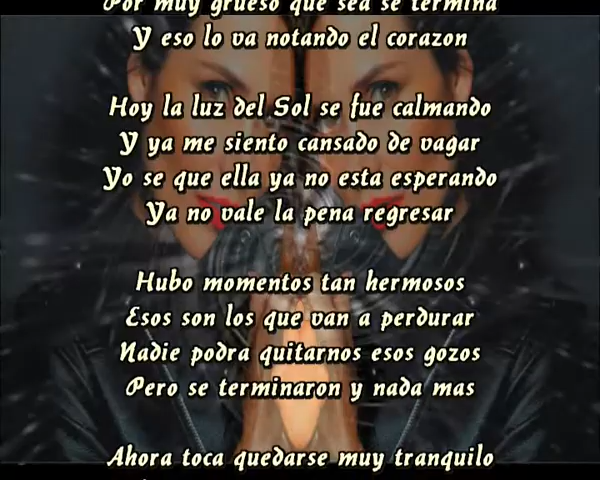 Por muy grueso que sea se termina
Y eso lo va notando el corazon
Hoy la luz del Sol se fue calmando
Y ya me siento cansado de vagar
Yo se que ella ya no esta esperando
Ya no vale la pena regresar
Hubo momentos tan hermosos
Esos son los que van a perdurar
Nadie podra quitarnos esos gozos
Pero se terminaron y nada mas
Ahora toca quedarse muy tranquilo